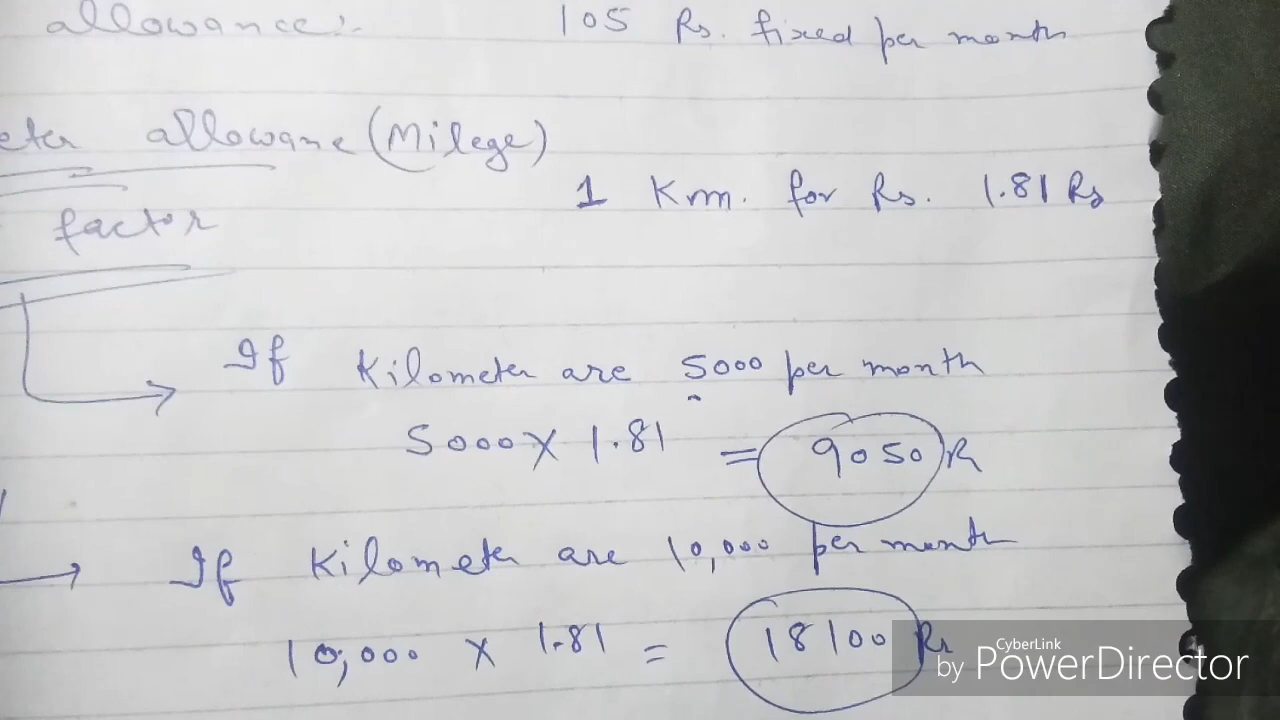 allowance:- 105 Rs. fixed per month
eter allowane (Milege)
1 Km. for Rs. 1.81 Rs
factor
If Kilometer are 5000 per month
5000 X 1.81 = 9050 R
If Kilometer are 10,000 per month
10,000 X 1.81 = 18100 Rs
CyberLink
by PowerDirector